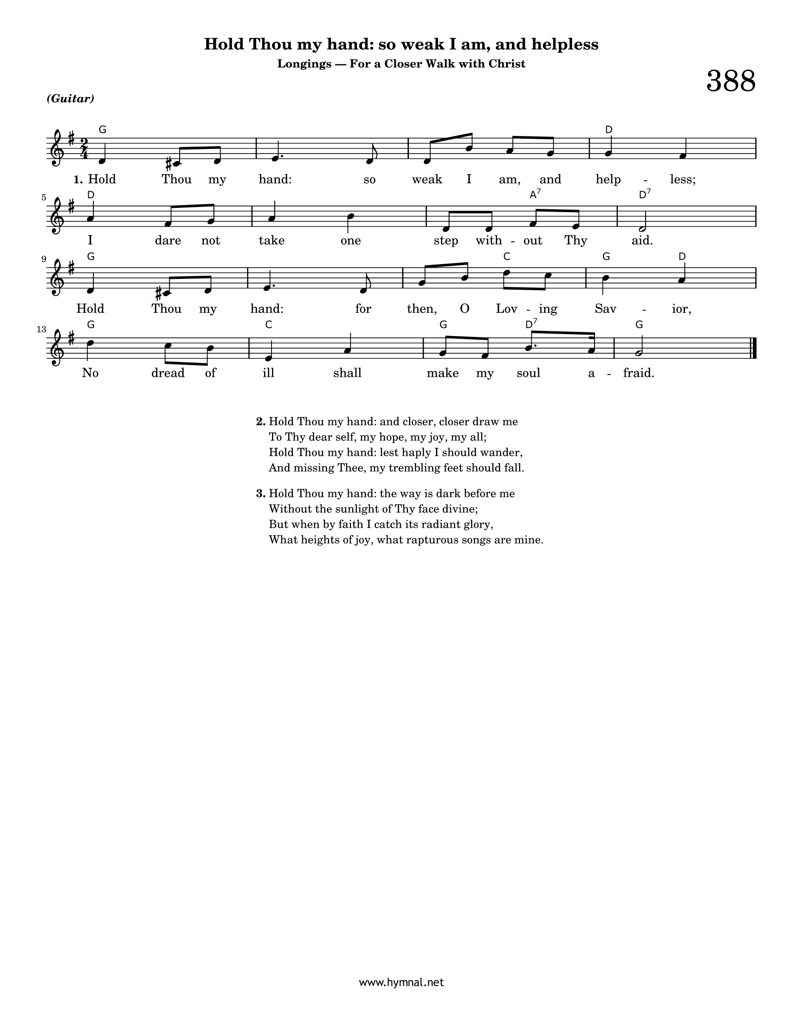 Hold Thou my hand: so weak I am, and helpless
Longings — For a Closer Walk with Christ
388
(Guitar)
G D
2
4
1. Hold Thou my hand: so weak I am, and help - less;
5
D A7 D7
I dare not take one step with - out Thy aid.
9
G C G D
Hold Thou my hand: for then, O Lov - ing Sav - ior,
13
G C G D7 G
No dread of ill shall make my soul a - fraid.
2. Hold Thou my hand: and closer, closer draw me
To Thy dear self, my hope, my joy, my all;
Hold Thou my hand: lest haply I should wander,
And missing Thee, my trembling feet should fall.
3. Hold Thou my hand: the way is dark before me
Without the sunlight of Thy face divine;
But when by faith I catch its radiant glory,
What heights of joy, what rapturous songs are mine.
www.hymnal.net